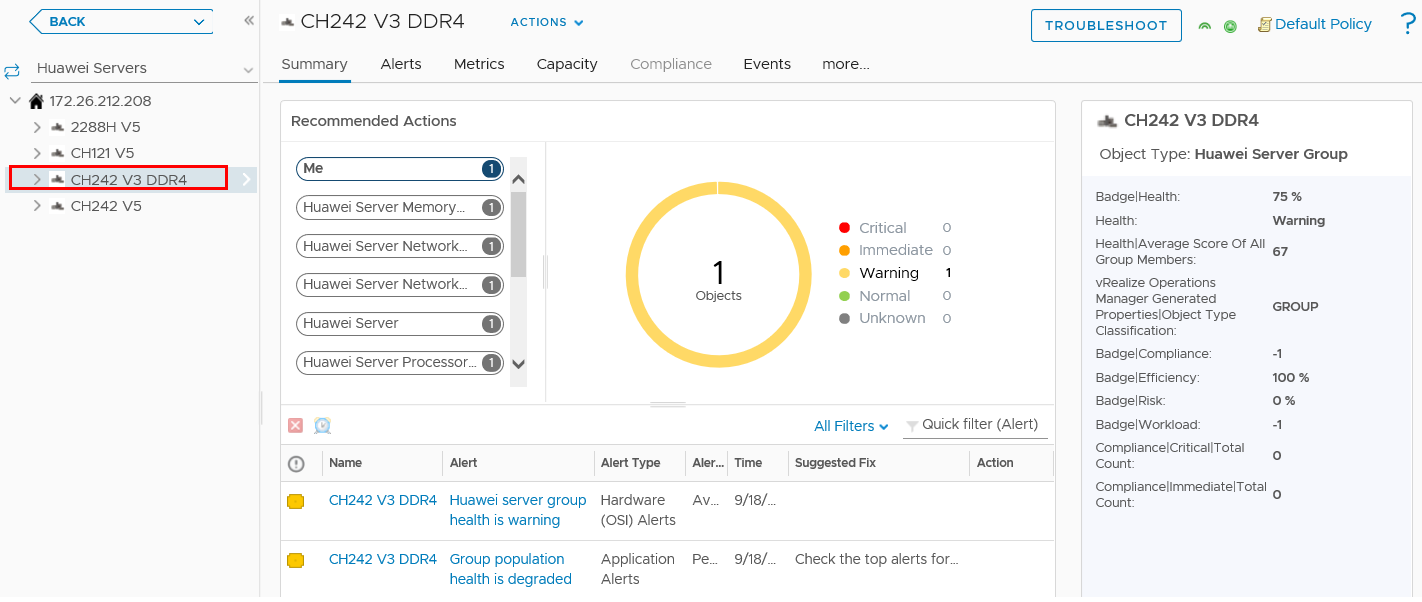 BACK
«
Huawei Servers
172.26.212.208
2288H V5
CH121 V5
CH242 V3 DDR4
CH242 V5
CH242 V3 DDR4
ACTIONS
TROUBLESHOOT
Default Policy
?
Summary
Alerts
Metrics
Capacity
Compliance
Events
more...
Recommended Actions
Me 1
Huawei Server Memory... 1
Huawei Server Network... 1
Huawei Server Network... 1
Huawei Server 1
Huawei Server Processor... 1
1
Objects
Critical 0
Immediate 0
Warning 1
Normal 0
Unknown 0
All Filters
Quick filter (Alert)
Name
Alert
Alert Type
Aler...
Time
Suggested Fix
Action
CH242 V3 DDR4
Huawei server group
health is warning
Hardware
(OSI) Alerts
Av...
9/18/...
CH242 V3 DDR4
Group population
health is degraded
Application
Alerts
Pe...
9/18/...
Check the top alerts for...
CH242 V3 DDR4
Object Type: Huawei Server Group
Badge|Health: 75 %
Health: Warning
Health|Average Score Of All
Group Members:
67
vRealize Operations
Manager Generated
Properties|Object Type
Classification:
GROUP
Badge|Compliance: -1
Badge|Efficiency: 100 %
Badge|Risk: 0 %
Badge|Workload: -1
Compliance|Critical|Total
Count:
0
Compliance|Immediate|Total
Count:
0